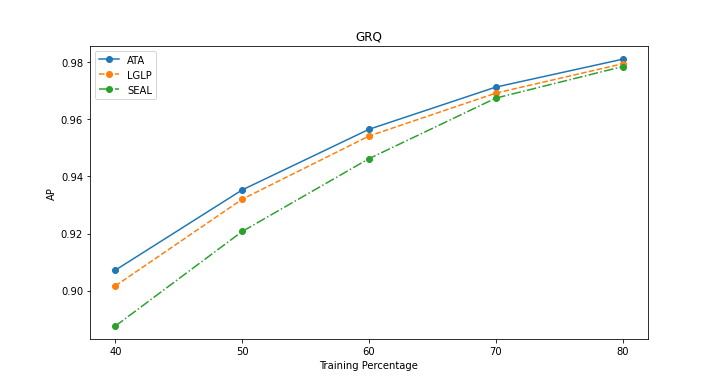 GRQ
ATA
LGLP
SEAL
0.98
0.96
0.94
0.92
0.90
AP
40 50 60 70 80
Training Percentage